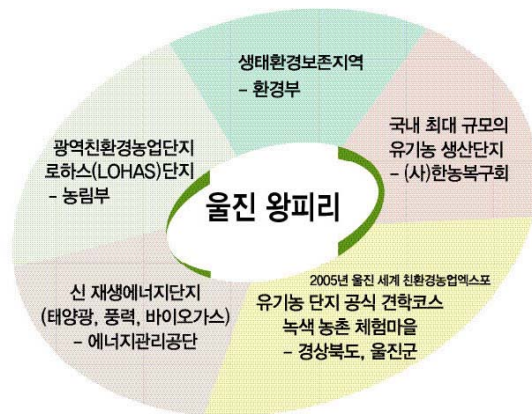 생태환경보존지역
- 환경부
국내 최대 규모의
유기농 생산단지
- (사)한농복구회
광역친환경농업단지
로하스(LOHAS)단지
- 농림부
울진 왕피리
2005년 울진 세계 친환경농업엑스포
유기농 단지 공식 견학코스
녹색 농촌 체험마을
- 경상북도, 울진군
신 재생에너지단지
(태양광, 풍력, 바이오가스)
- 에너지관리공단